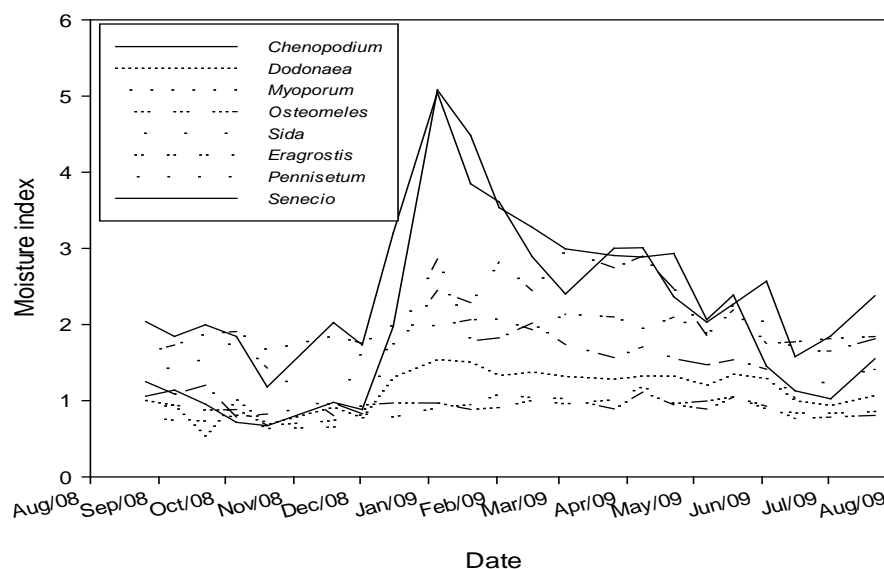 6
5
4
3
2
1
0
Moisture index
Chenopodium
Dodonaea
Myoporum
Osteomeles
Sida
Eragrostis
Pennisetum
Senecio
Aug/08 Sep/08 Oct/08 Nov/08 Dec/08 Jan/09 Feb/09 Mar/09 Apr/09 May/09 Jun/09 Jul/09 Aug/09
Date